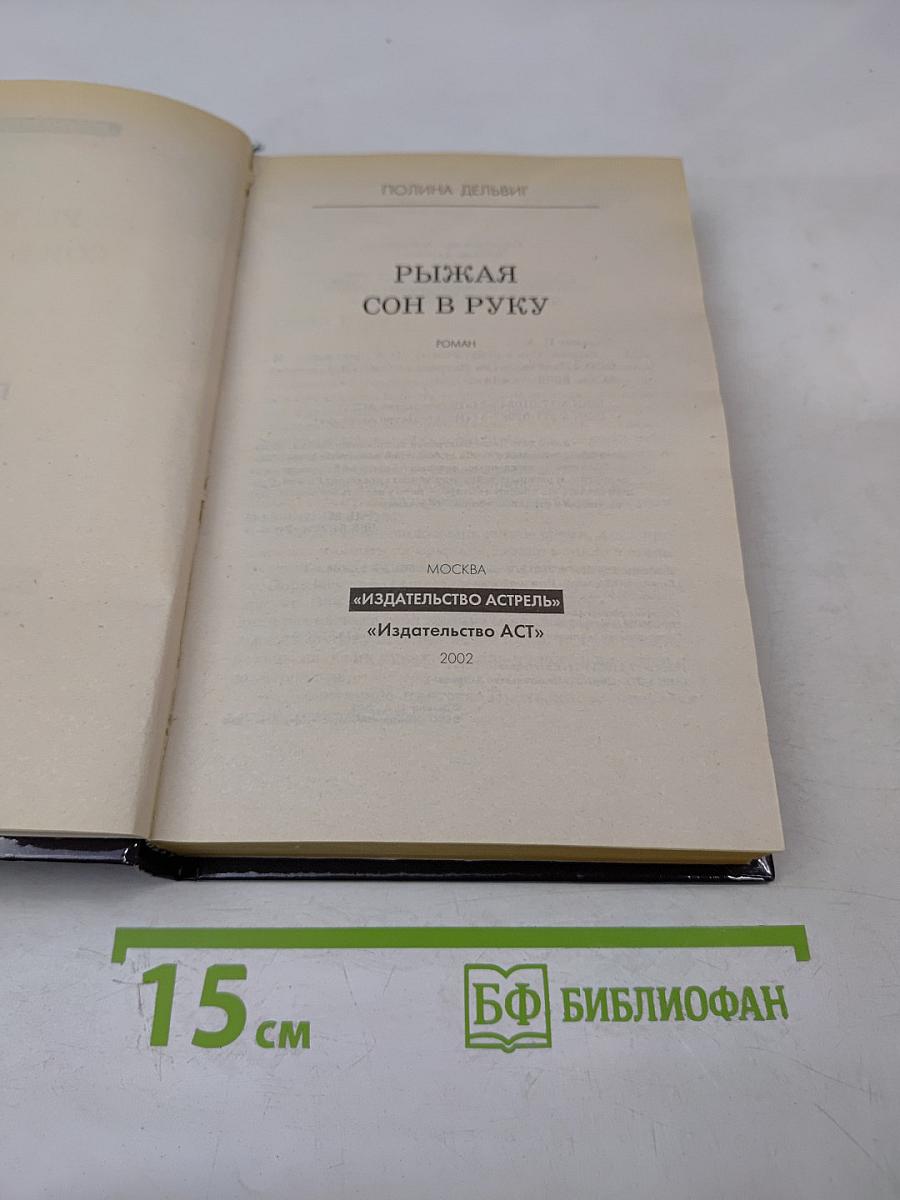 ПОЛИНА ДЕЛЬВИГ
РЫЖАЯ
СОН В РУКУ
РОМАН
МОСКВА
«ИЗДАТЕЛЬСТВО АСТРЕЛЬ»
«Издательство АСТ»
2002
15 см
БФ БИБЛИОФАН